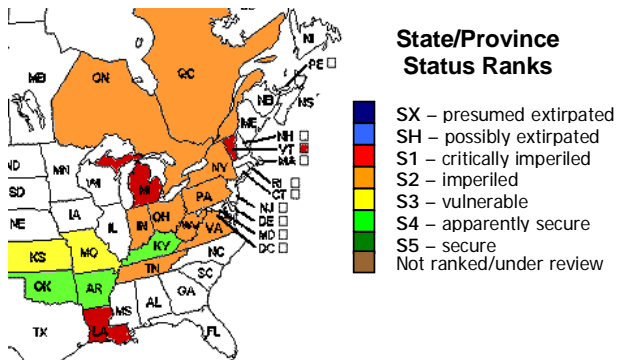 State/Province
Status Ranks
SX – presumed extirpated
SH – possibly extirpated
S1 – critically imperiled
S2 – imperiled
S3 – vulnerable
S4 – apparently secure
S5 – secure
Not ranked/under review
NI
PE
MB
QC
ON
NB
NS
ME
NH
VT
MA
ND
MN
WI
MI
NY
RI
CT
SD
IA
PA
NJ
DE
MD
DC
NE
IL
IN
OH
WV
VA
KS
MO
KY
NC
TN
SC
OK
AR
MS
AL
GA
TX
LA
FL